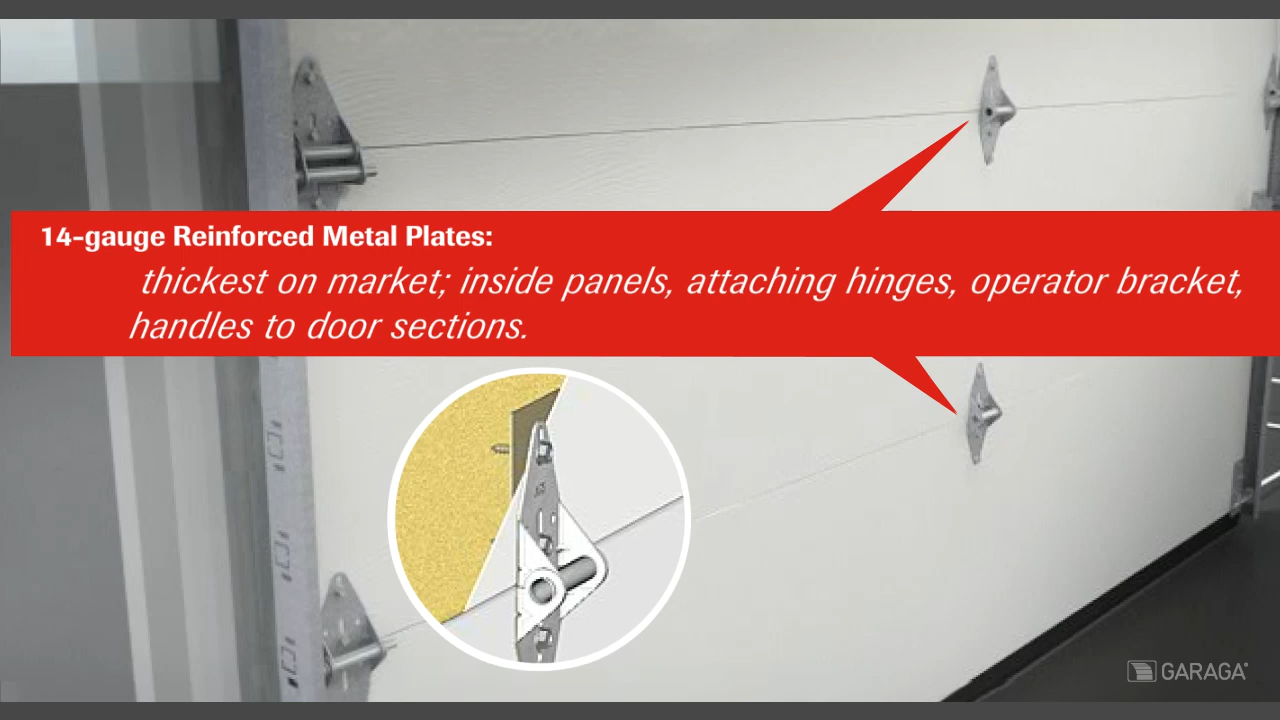 14-gauge Reinforced Metal Plates:
thickest on market; inside panels, attaching hinges, operator bracket,
handles to door sections.
GARAGA